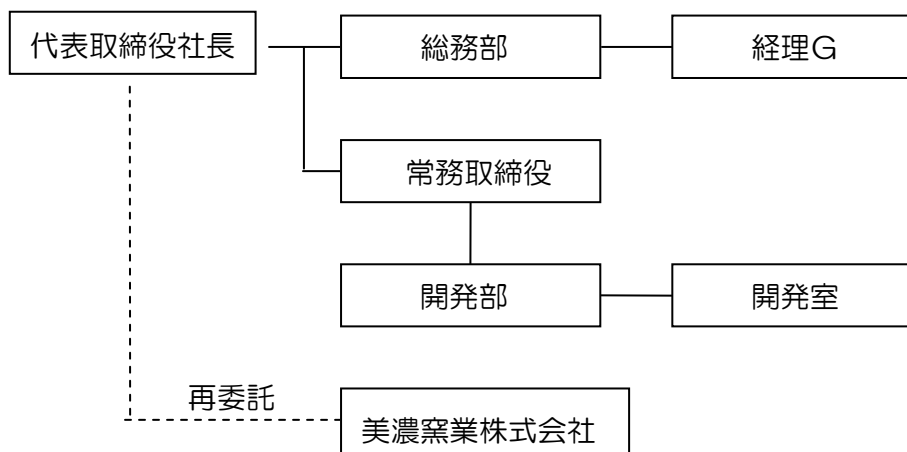 代表取締役社長
総務部
経理G
常務取締役
開発部
開発室
再委託
美濃窯業株式会社